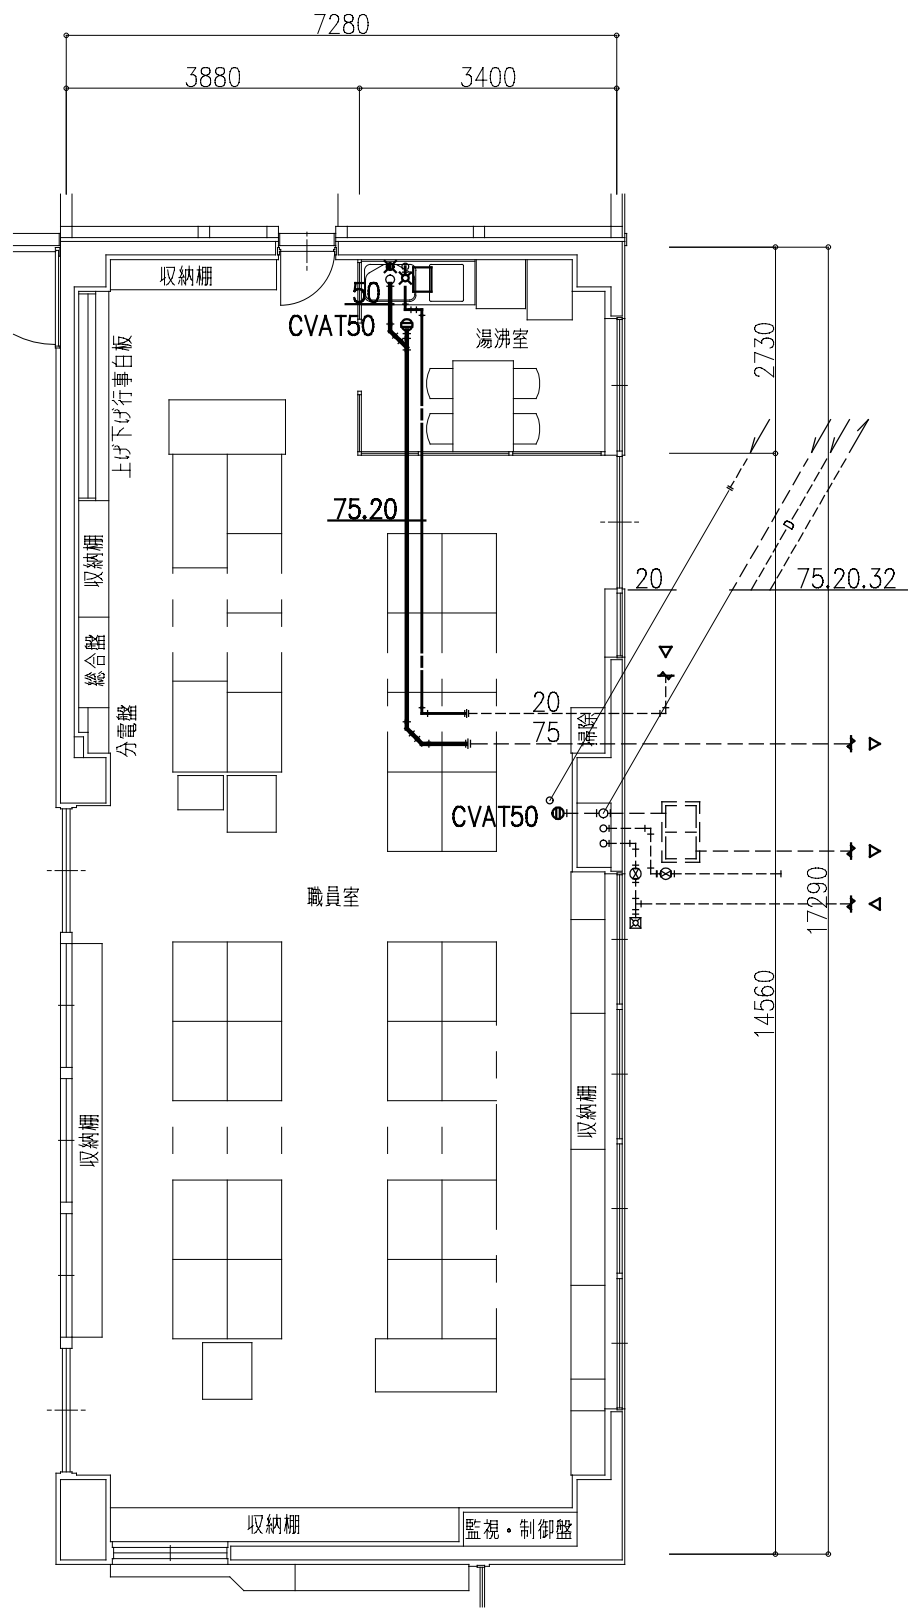 7280
3880
3400
収納棚
50
CVAT50
湯沸室
2730
上げ下げ行事白板
75.20
収納棚
20
75.20.32
総合盤
20
分電盤
75
掃除
CVAT50
職員室
17290
14560
収納棚
収納棚
収納棚
監視・制御盤